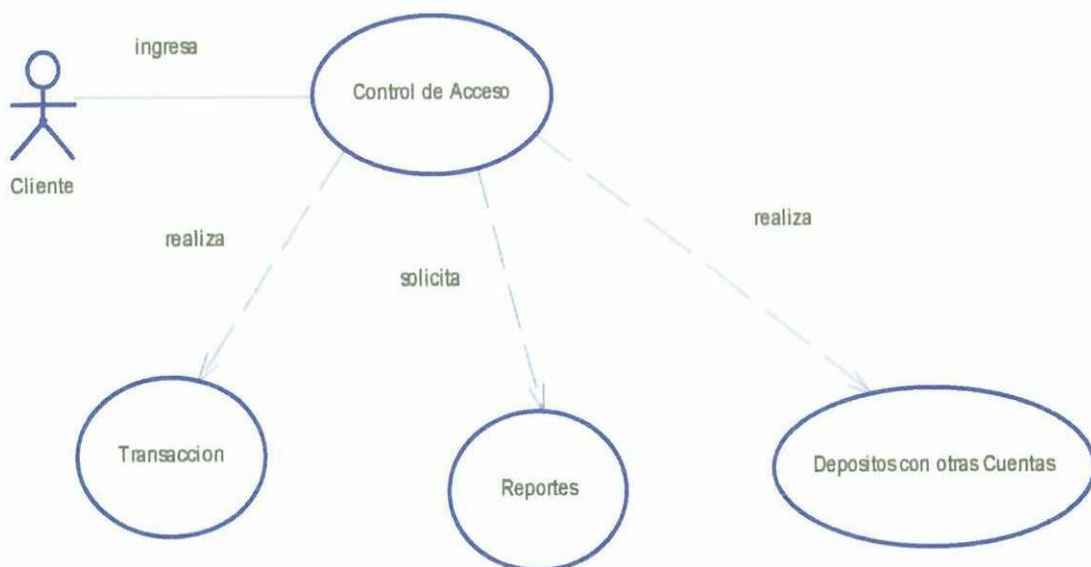 ingresa
Control de Acceso
Cliente
realiza
realiza
solicita
Transaccion
Depositos con otras Cuentas
Reportes